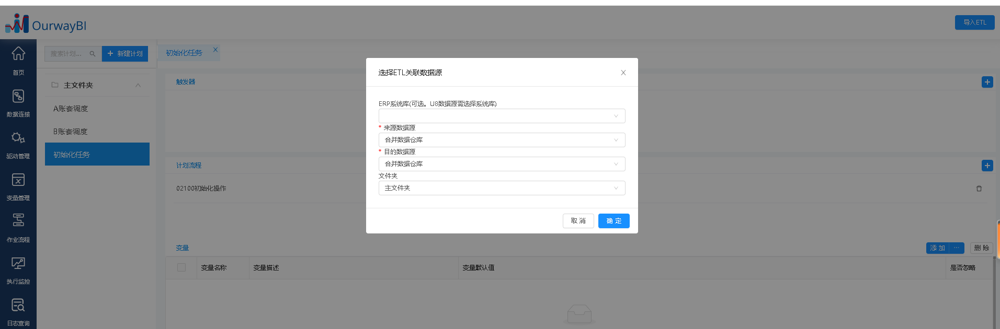 OurwayBI
导入ETL
首页
数据连接
驱动管理
变量管理
作业流程
执行监控
日志查询
搜索计划...
新建计划
主文件夹
A账套调度
B账套调度
初始化任务
初始化任务
触发器
计划流程
02100初始化操作
变量
添 加
...
删 除
变量名称
变量描述
变量默认值
是否忽略
选择ETL关联数据源
ERP系统库(可选。U8数据源需选择系统库)
* 来源数据源
合并数据仓库
* 目的数据源
合并数据仓库
文件夹
主文件夹
取 消
确 定